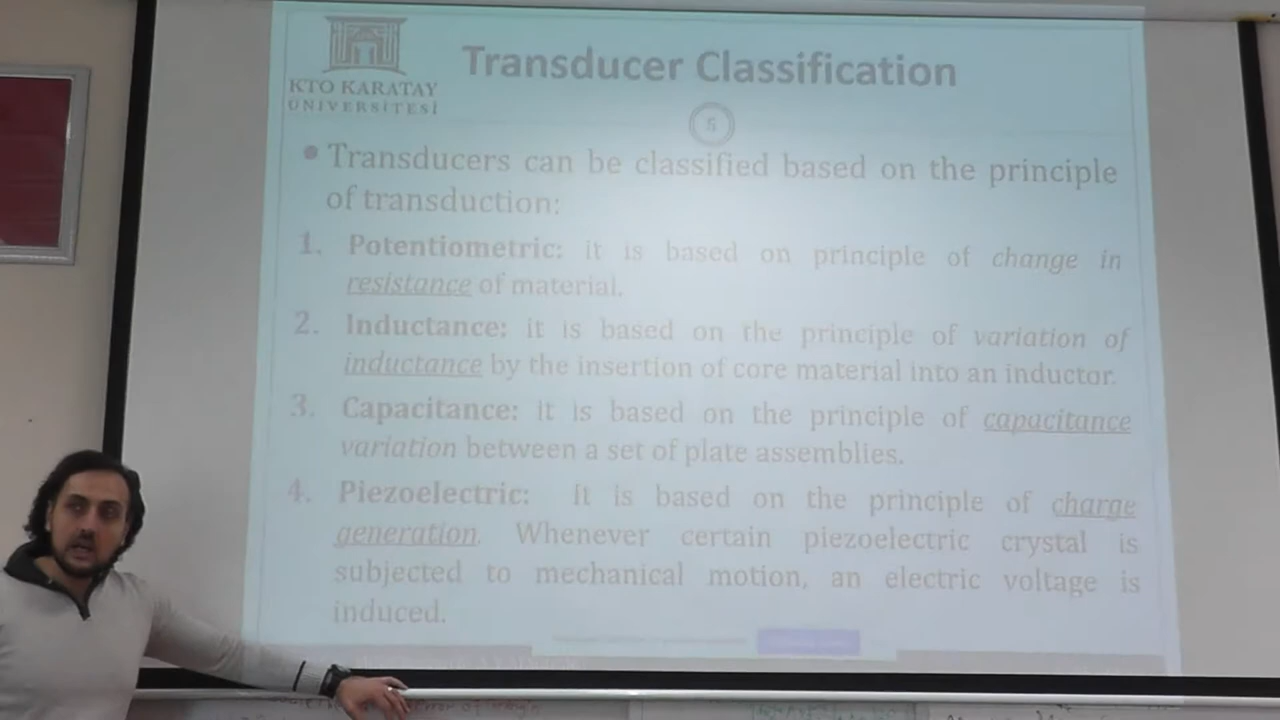 KTO KARATAY
ÜNİVERSİTESİ
Transducer Classification
5
• Transducers can be classified based on the principle
of transduction:
1. Potentiometric: it is based on principle of change in
resistance of material.
2. Inductance: it is based on the principle of variation of
inductance by the insertion of core material into an inductor.
3. Capacitance: it is based on the principle of capacitance
variation between a set of plate assemblies.
4. Piezoelectric: it is based on the principle of charge
generation. Whenever certain piezoelectric crystal is
subjected to mechanical motion, an electric voltage is
induced.